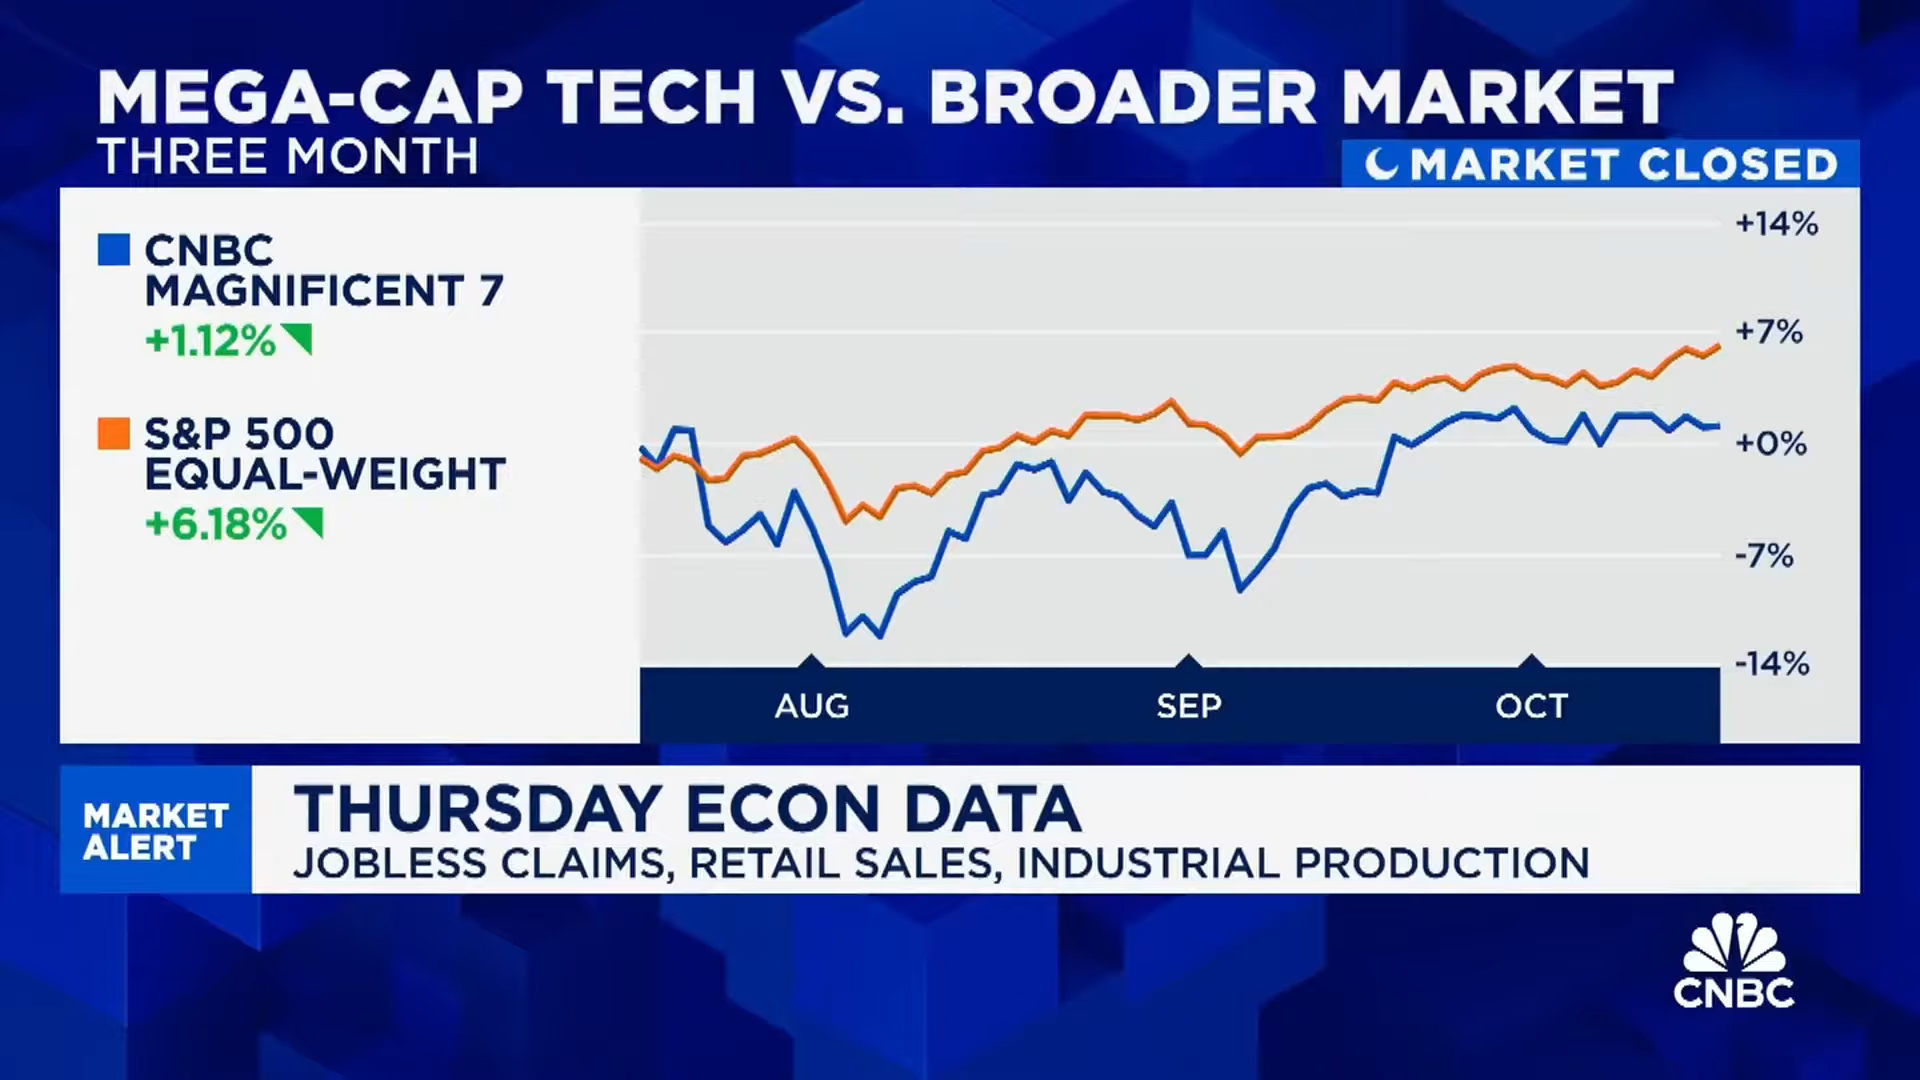 MEGA-CAP TECH VS. BROADER MARKET
THREE MONTH
MARKET CLOSED
CNBC
MAGNIFICENT 7
+1.12%
S&P 500
EQUAL-WEIGHT
+6.18%
+14%
+7%
+0%
-7%
-14%
AUG
SEP
OCT
MARKET
ALERT
THURSDAY ECON DATA
JOBLESS CLAIMS, RETAIL SALES, INDUSTRIAL PRODUCTION
CNBC